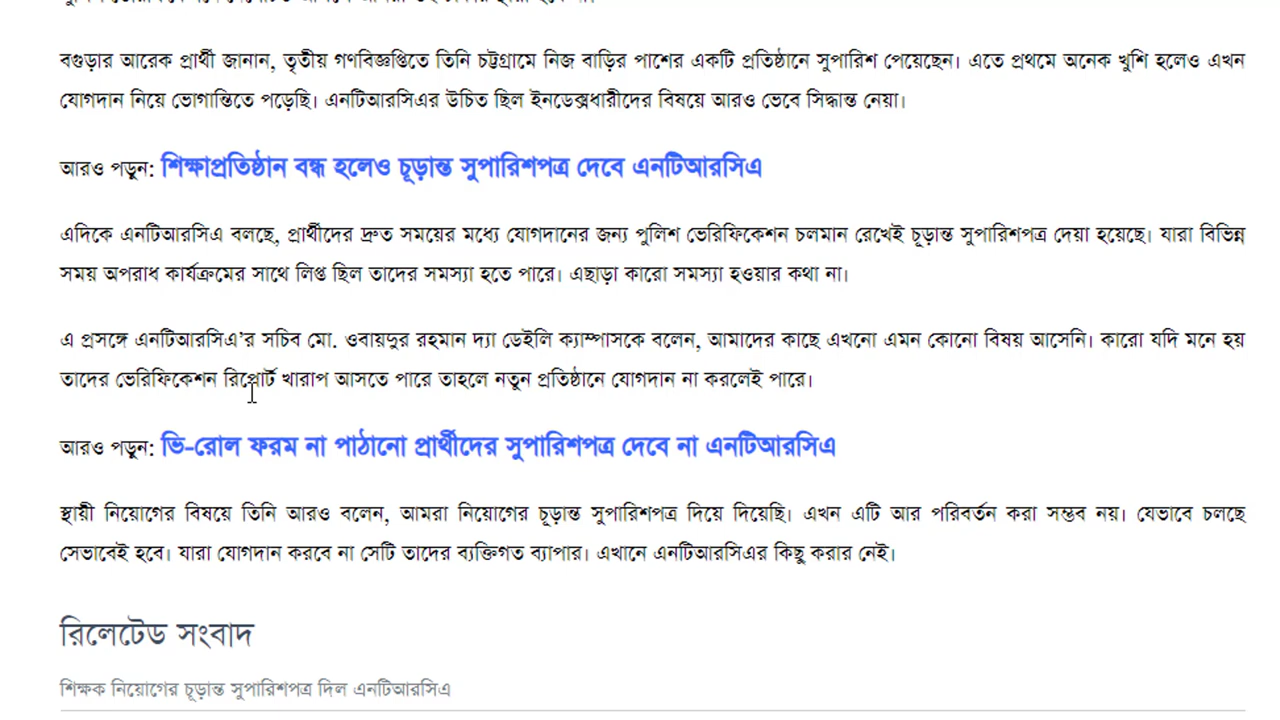 বগুড়ার আরেক প্রার্থী জানান, তৃতীয় গণবিজ্ঞপ্তিতে তিনি চট্টগ্রামে নিজ বাড়ির পাশের একটি প্রতিষ্ঠানে সুপারিশ পেয়েছেন। এতে প্রথমে অনেক খুশি হলেও এখন
যোগদান নিয়ে ভোগান্তিতে পড়েছি। এনটিআরসিএর উচিত ছিল ইনডেক্সধারীদের বিষয়ে আরও ভেবে সিদ্ধান্ত নেয়া।
আরও পড়ুন: শিক্ষাপ্রতিষ্ঠান বন্ধ হলেও চূড়ান্ত সুপারিশপত্র দেবে এনটিআরসিএ
এদিকে এনটিআরসিএ বলছে, প্রার্থীদের দ্রুত সময়ের মধ্যে যোগদানের জন্য পুলিশ ভেরিফিকেশন চলমান রেখেই চূড়ান্ত সুপারিশপত্র দেয়া হয়েছে। যারা বিভিন্ন
সময় অপরাধ কার্যক্রমের সাথে লিপ্ত ছিল তাদের সমস্যা হতে পারে। এছাড়া কারো সমস্যা হওয়ার কথা না।
এ প্রসঙ্গে এনটিআরসিএ’র সচিব মো. ওবায়দুর রহমান দ্যা ডেইলি ক্যাম্পাসকে বলেন, আমাদের কাছে এখনো এমন কোনো বিষয় আসেনি। কারো যদি মনে হয়
তাদের ভেরিফিকেশন রিপোর্ট খারাপ আসতে পারে তাহলে নতুন প্রতিষ্ঠানে যোগদান না করলেই পারে।
আরও পড়ুন: ভি-রোল ফরম না পাঠানো প্রার্থীদের সুপারিশপত্র দেবে না এনটিআরসিএ
স্থায়ী নিয়োগের বিষয়ে তিনি আরও বলেন, আমরা নিয়োগের চূড়ান্ত সুপারিশপত্র দিয়ে দিয়েছি। এখন এটি আর পরিবর্তন করা সম্ভব নয়। যেভাবে চলছে
সেভাবেই হবে। যারা যোগদান করবে না সেটি তাদের ব্যক্তিগত ব্যাপার। এখানে এনটিআরসিএর কিছু করার নেই।
রিলেটেড সংবাদ
শিক্ষক নিয়োগের চূড়ান্ত সুপারিশপত্র দিল এনটিআরসিএ